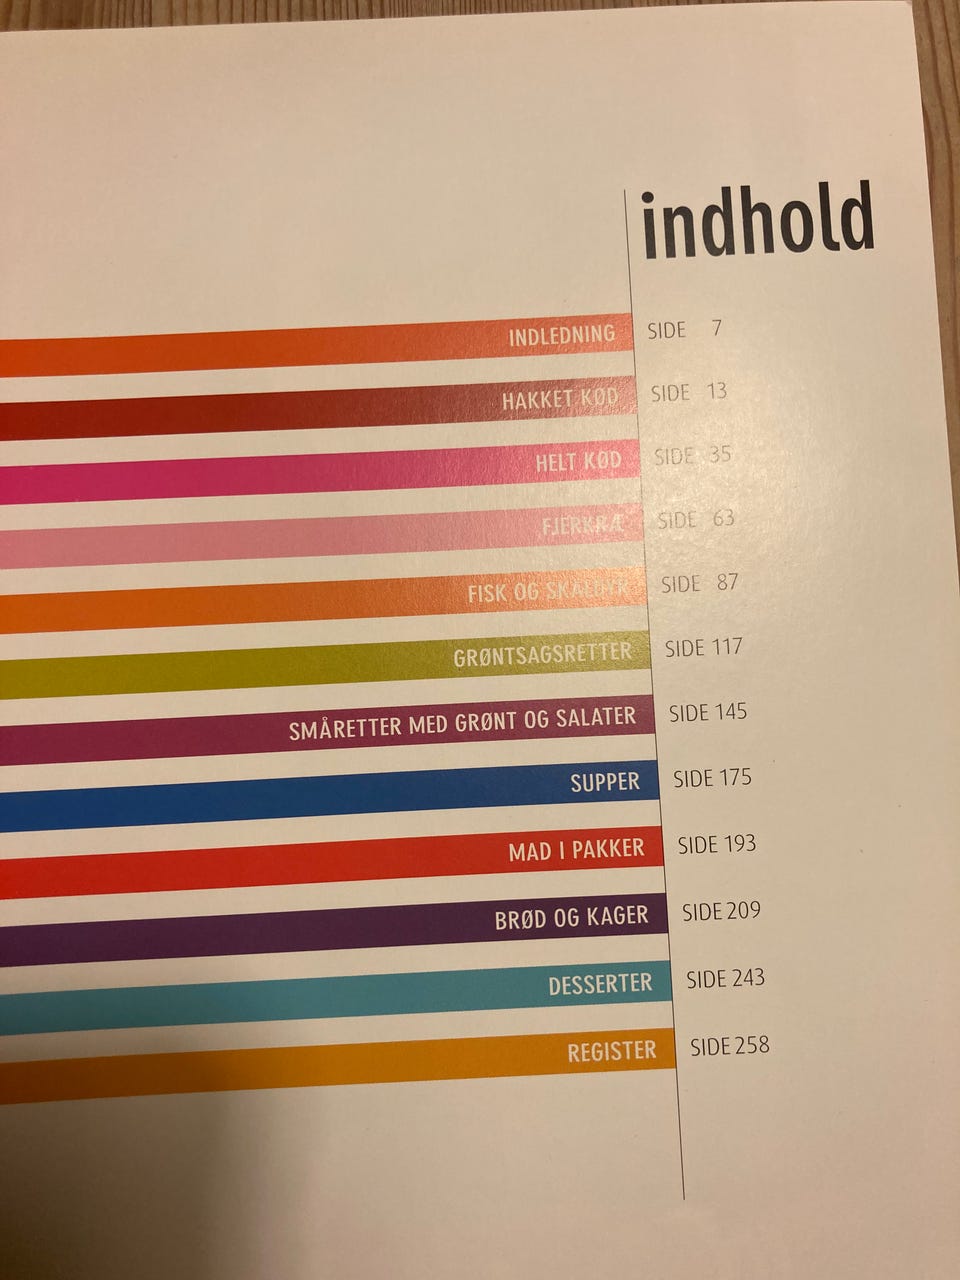 indhold
INDLEDNING SIDE 7
HAKKET KØD SIDE 13
HELT KØD SIDE 35
FJERKRÆ SIDE 63
FISK OG SKALDYR SIDE 87
GRØNTSAGSRETTER SIDE 117
SMÅRETTER MED GRØNT OG SALATER SIDE 145
SUPPER SIDE 175
MAD I PAKKER SIDE 193
BRØD OG KAGER SIDE 209
DESSERTER SIDE 243
REGISTER SIDE 258